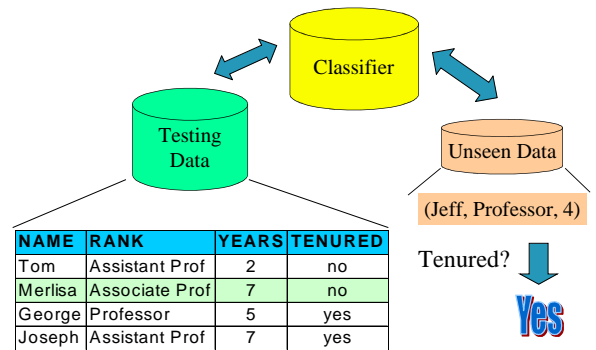 Classifier
Testing
Data
Unseen Data
(Jeff, Professor, 4)
NAME RANK YEARS TENURED
Tom Assistant Prof 2 no
Merlisa Associate Prof 7 no
George Professor 5 yes
Joseph Assistant Prof 7 yes
Tenured?
Yes